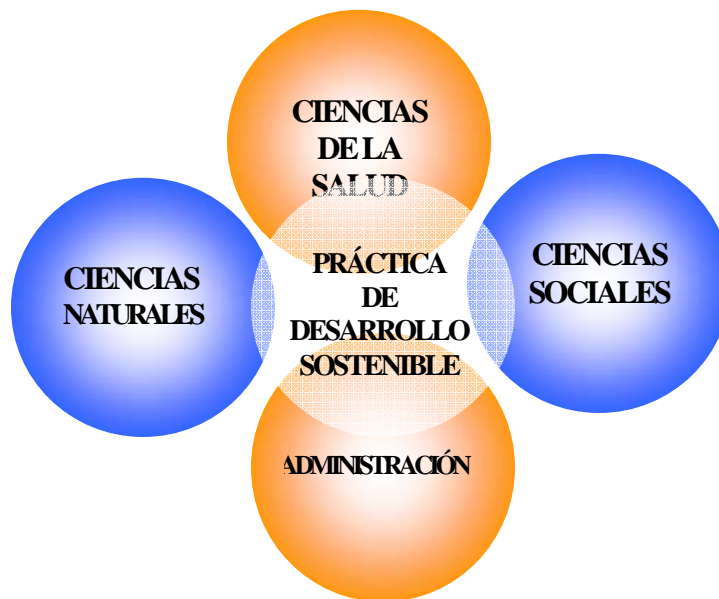 CIENCIAS
DE LA
SALUD
CIENCIAS
NATURALES
PRÁCTICA
DE
DESARROLLO
SOSTENIBLE
CIENCIAS
SOCIALES
ADMINISTRACIÓN